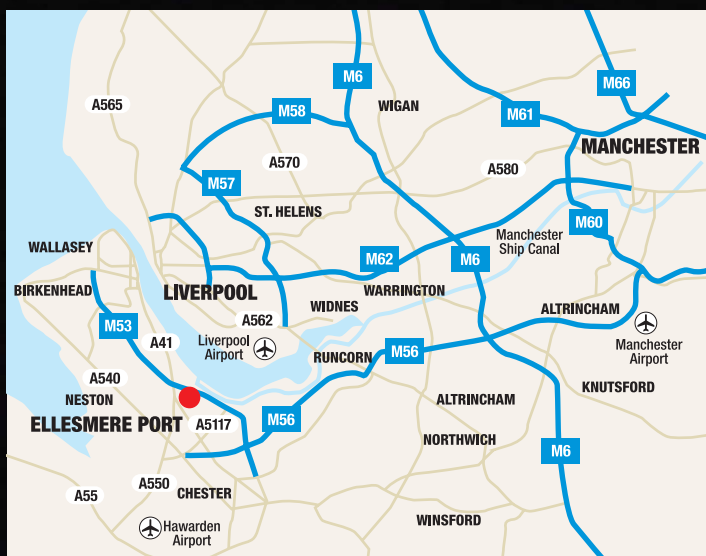 M6
M66
M58
A565
WIGAN
M61
MANCHESTER
A570
A580
M57
ST. HELENS
M60
WALLASEY
Manchester
Ship Canal
M62
M6
BIRKENHEAD
LIVERPOOL
WARRINGTON
WIDNES
ALTRINCHAM
A562
M53
A41
Liverpool
Airport
RUNCORN
M56
Manchester
Airport
A540
NESTON
KNUTSFORD
ALTRINCHAM
ELLESMERE PORT
A5117
M56
NORTHWICH
M6
A550
A55
CHESTER
WINSFORD
Hawarden
Airport